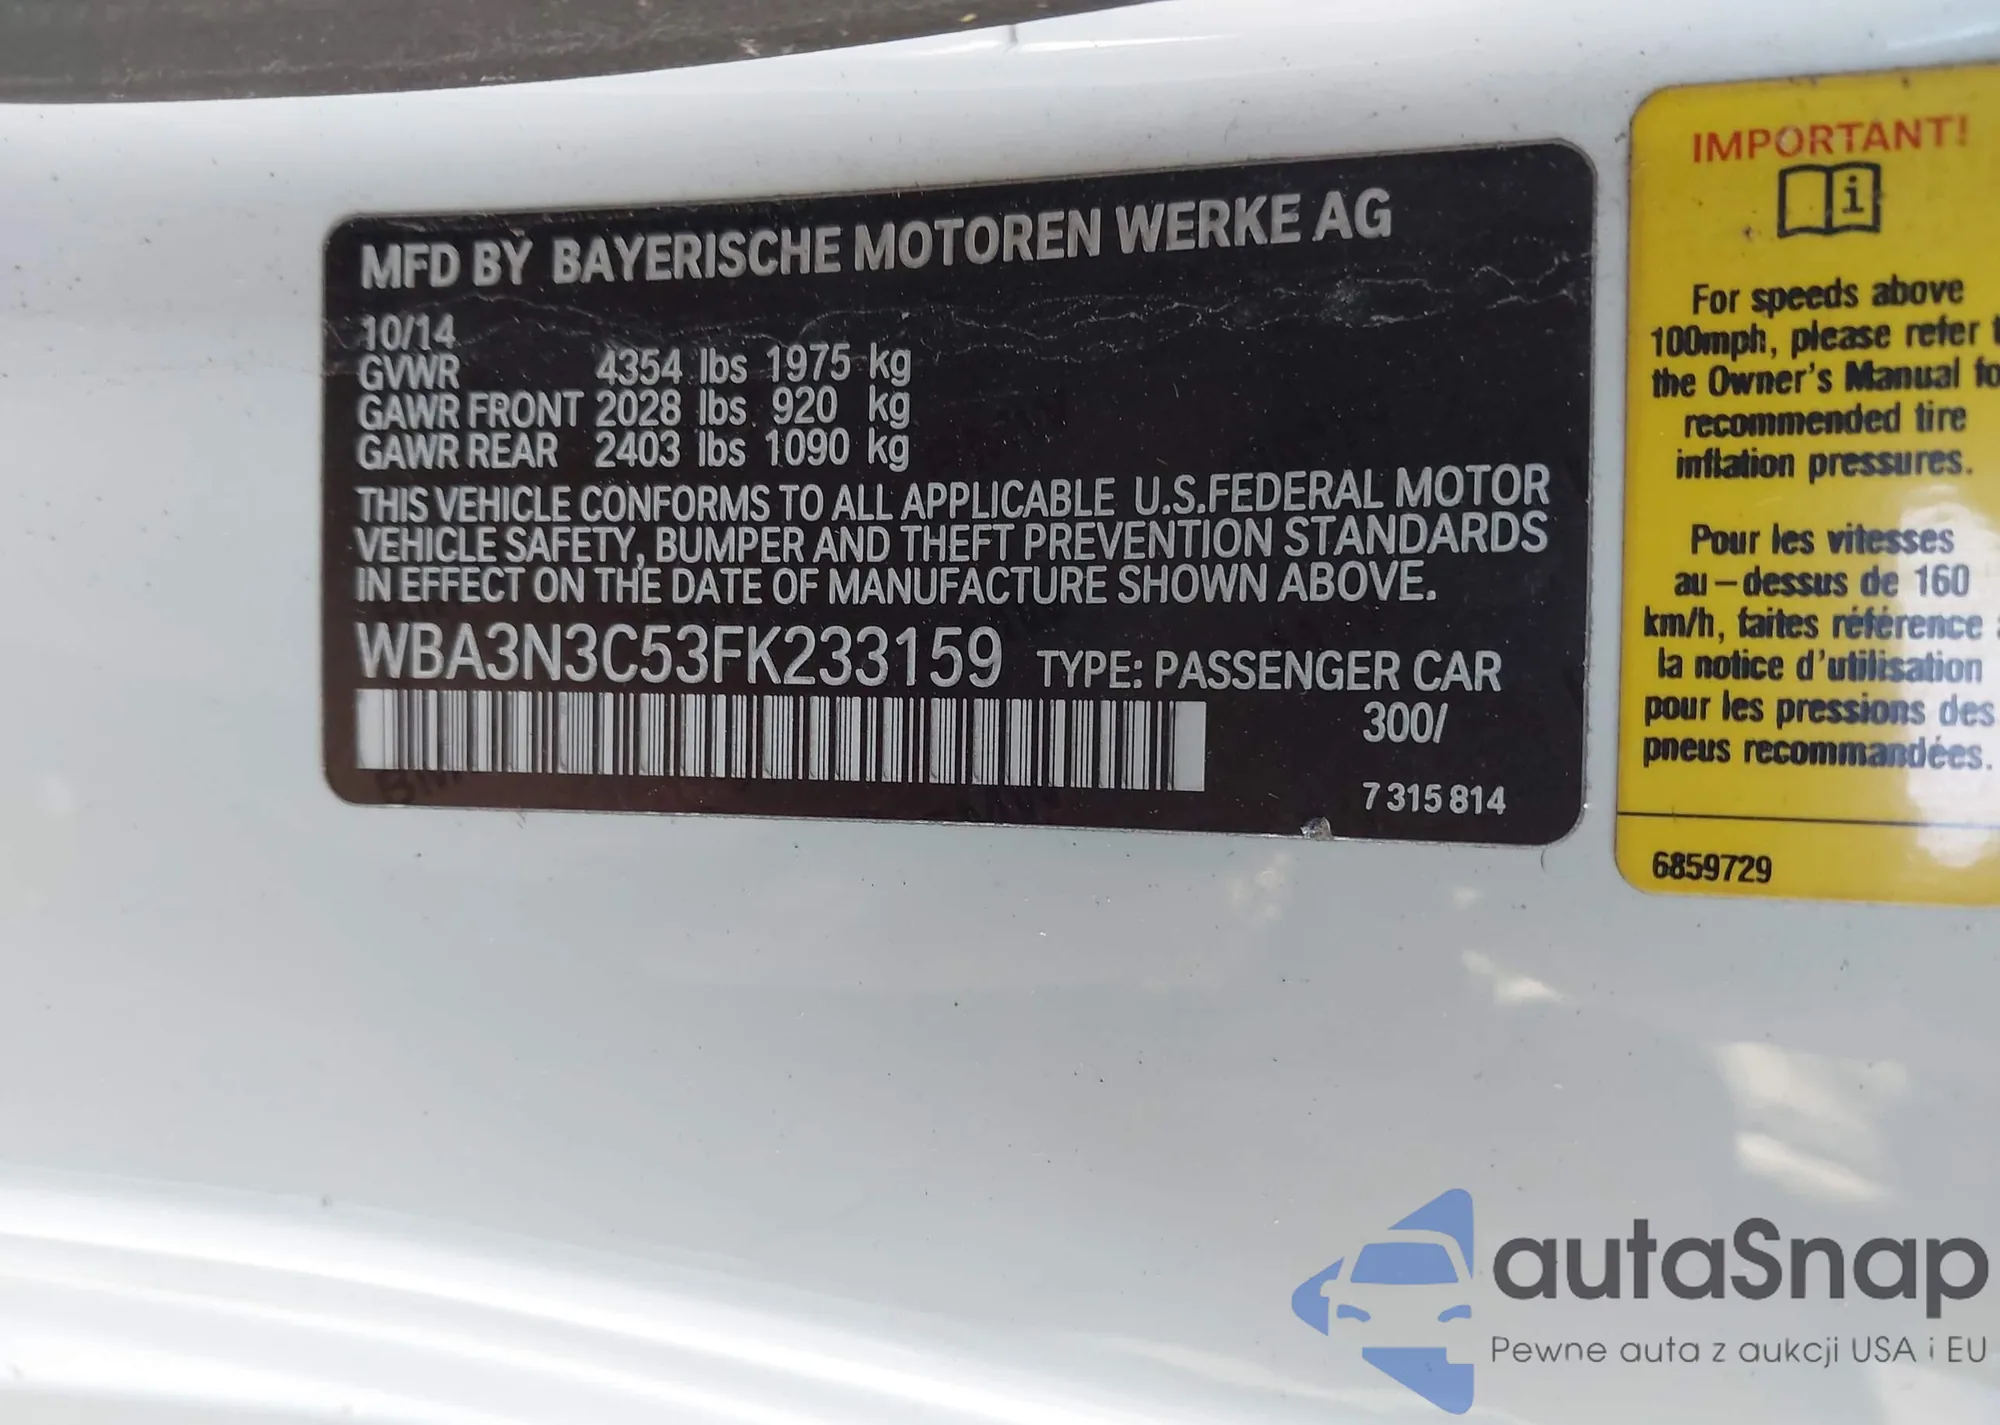 MFD BY BAYERISCHE MOTOREN WERKE AG
10/14
GVWR 4354 lbs 1975 kg
GAWR FRONT 2028 lbs 920 kg
GAWR REAR 2403 lbs 1090 kg
THIS VEHICLE CONFORMS TO ALL APPLICABLE U.S.FEDERAL MOTOR
VEHICLE SAFETY, BUMPER AND THEFT PREVENTION STANDARDS
IN EFFECT ON THE DATE OF MANUFACTURE SHOWN ABOVE.
WBA3N3C53FK233159 TYPE: PASSENGER CAR
300/
7 315 814
IMPORTANT!
i
For speeds above
100mph, please refer
the Owner's Manual
recommended tire
inflation pressures.
Pour les vitesses
au-dessus de 160
km/h, faites référence
la notice d'utilisation
pour les pressions des
pneus recommandées.
6859729
autaSnap
Pewne auta z aukcji USA i EU